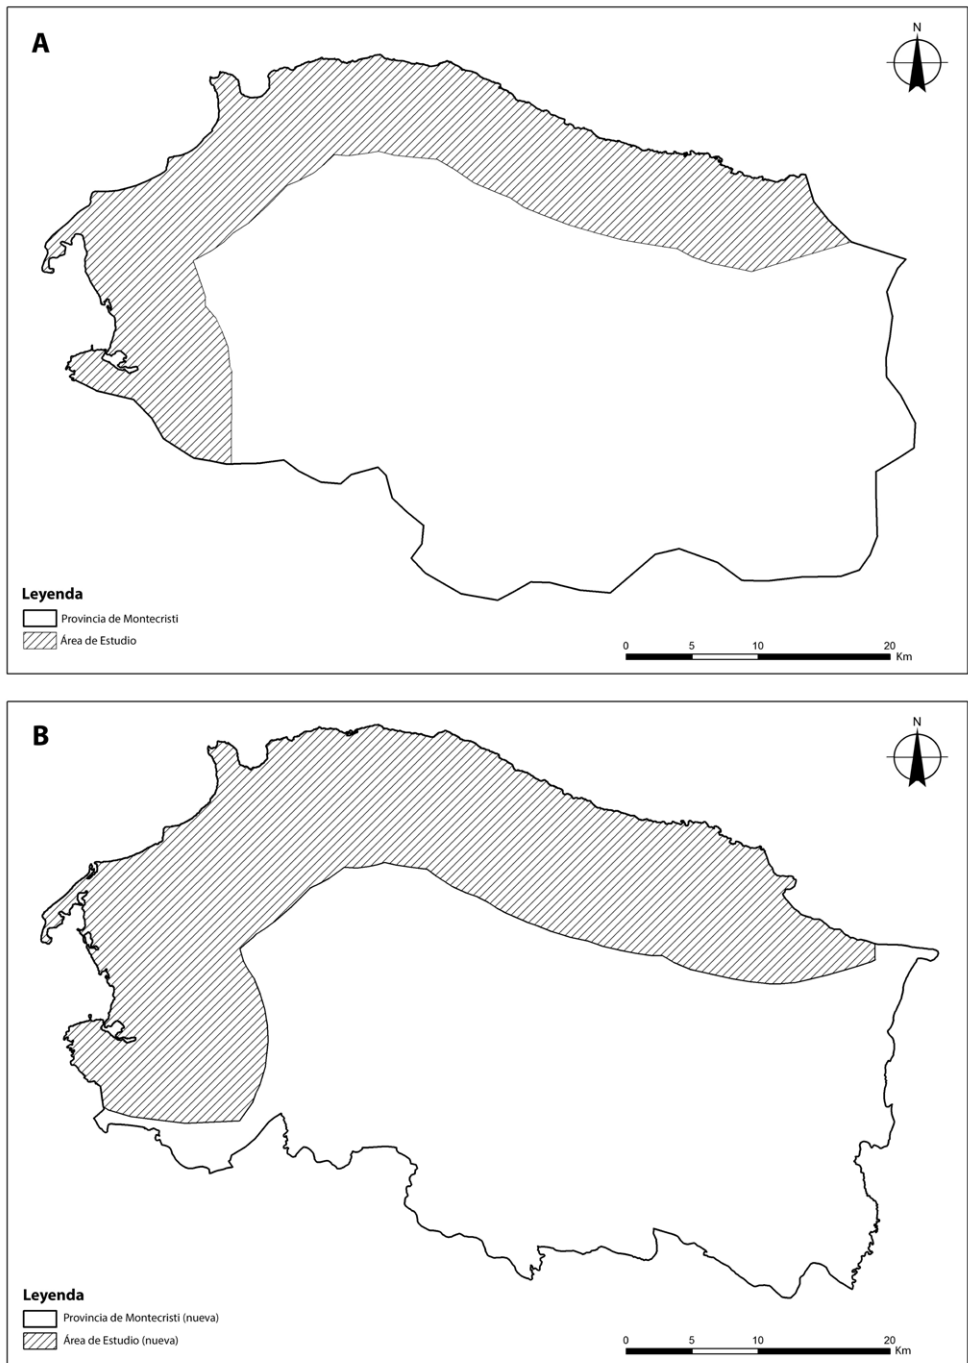 A
N
Leyenda
Provincia de Montecristi
Área de Estudio
0 5 10 20
Km
B
N
Leyenda
Provincia de Montecristi (nueva)
Área de Estudio (nueva)
0 5 10 20
Km